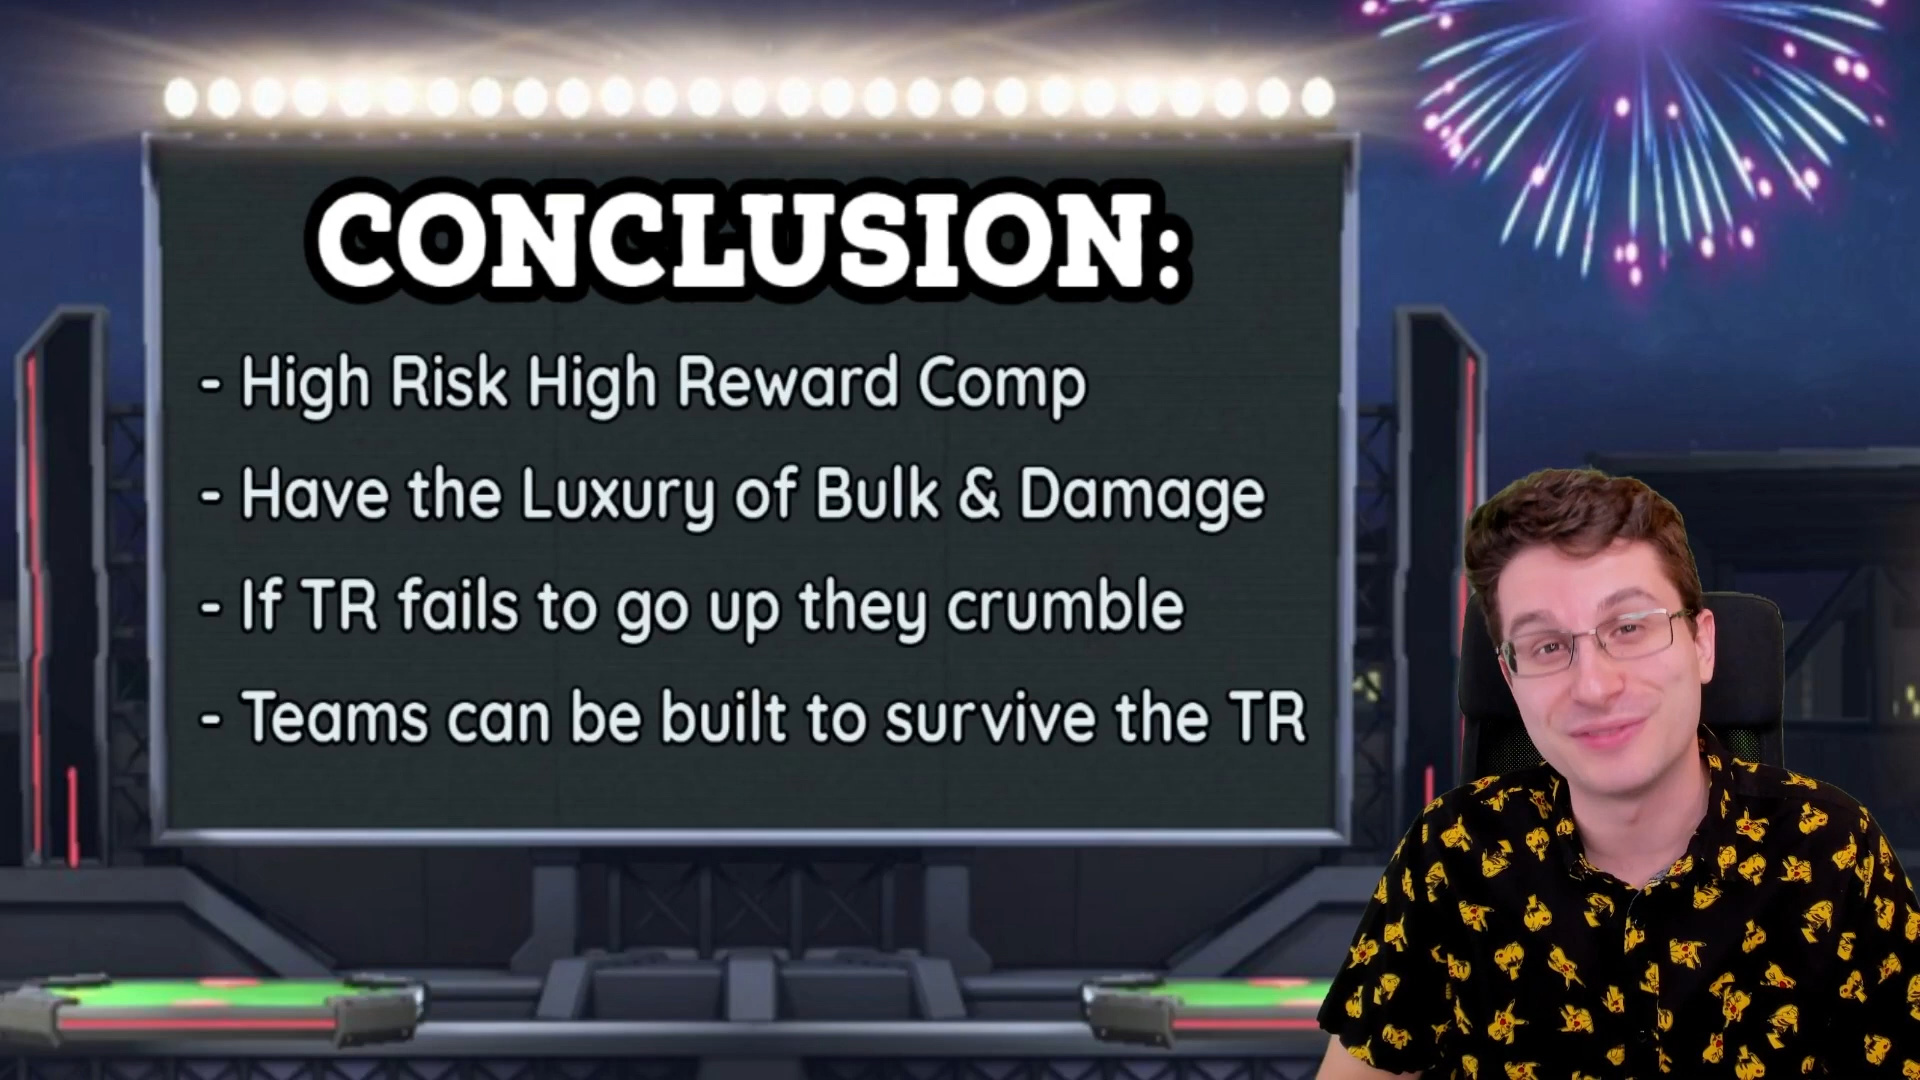 CONCLUSION:
- High Risk High Reward Comp
- Have the Luxury of Bulk & Damage
- If TR fails to go up they crumble
- Teams can be built to survive the TR